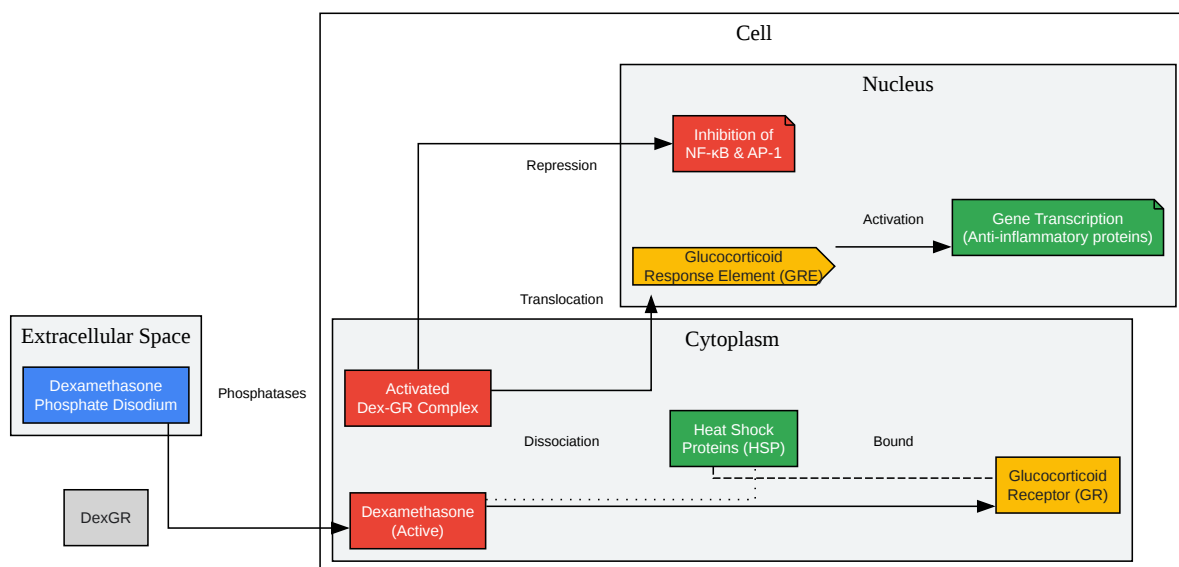 Cell
Nucleus
Inhibition of
NF-κB & AP-1
Repression
Activation
Gene Transcription
(Anti-inflammatory proteins)
Glucocorticoid
Response Element (GRE)
Translocation
Extracellular Space
Dexamethasone
Phosphate Disodium
Phosphatases
Cytoplasm
Activated
Dex-GR Complex
Dissociation
Heat Shock
Proteins (HSP)
Bound
Glucocorticoid
Receptor (GR)
DexGR
Dexamethasone
(Active)